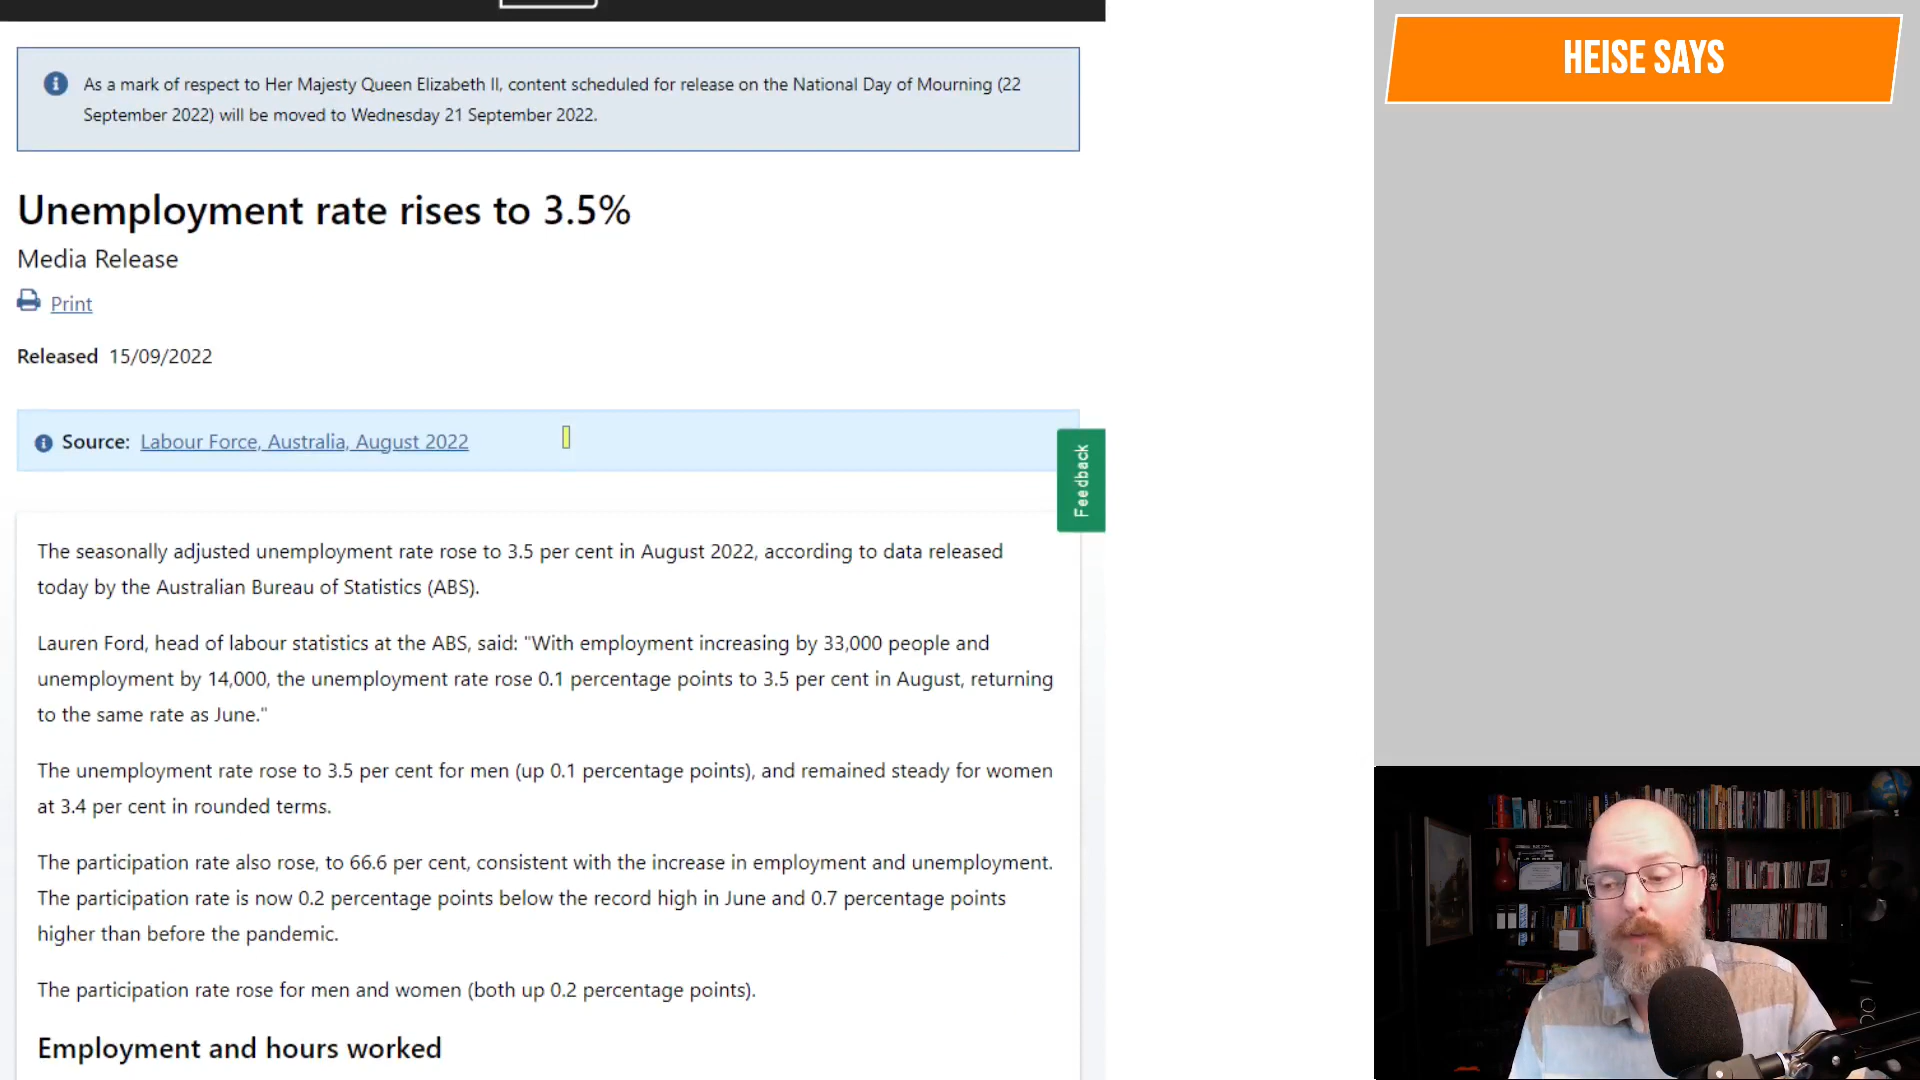 HEISE SAYS
As a mark of respect to Her Majesty Queen Elizabeth II, content scheduled for release on the National Day of Mourning (22
September 2022) will be moved to Wednesday 21 September 2022.
Unemployment rate rises to 3.5%
Media Release
Print
Released 15/09/2022
Source: Labour Force, Australia, August 2022
Feedback
The seasonally adjusted unemployment rate rose to 3.5 per cent in August 2022, according to data released
today by the Australian Bureau of Statistics (ABS).
Lauren Ford, head of labour statistics at the ABS, said: "With employment increasing by 33,000 people and
unemployment by 14,000, the unemployment rate rose 0.1 percentage points to 3.5 per cent in August, returning
to the same rate as June."
The unemployment rate rose to 3.5 per cent for men (up 0.1 percentage points), and remained steady for women
at 3.4 per cent in rounded terms.
The participation rate also rose, to 66.6 per cent, consistent with the increase in employment and unemployment.
The participation rate is now 0.2 percentage points below the record high in June and 0.7 percentage points
higher than before the pandemic.
The participation rate rose for men and women (both up 0.2 percentage points).
Employment and hours worked